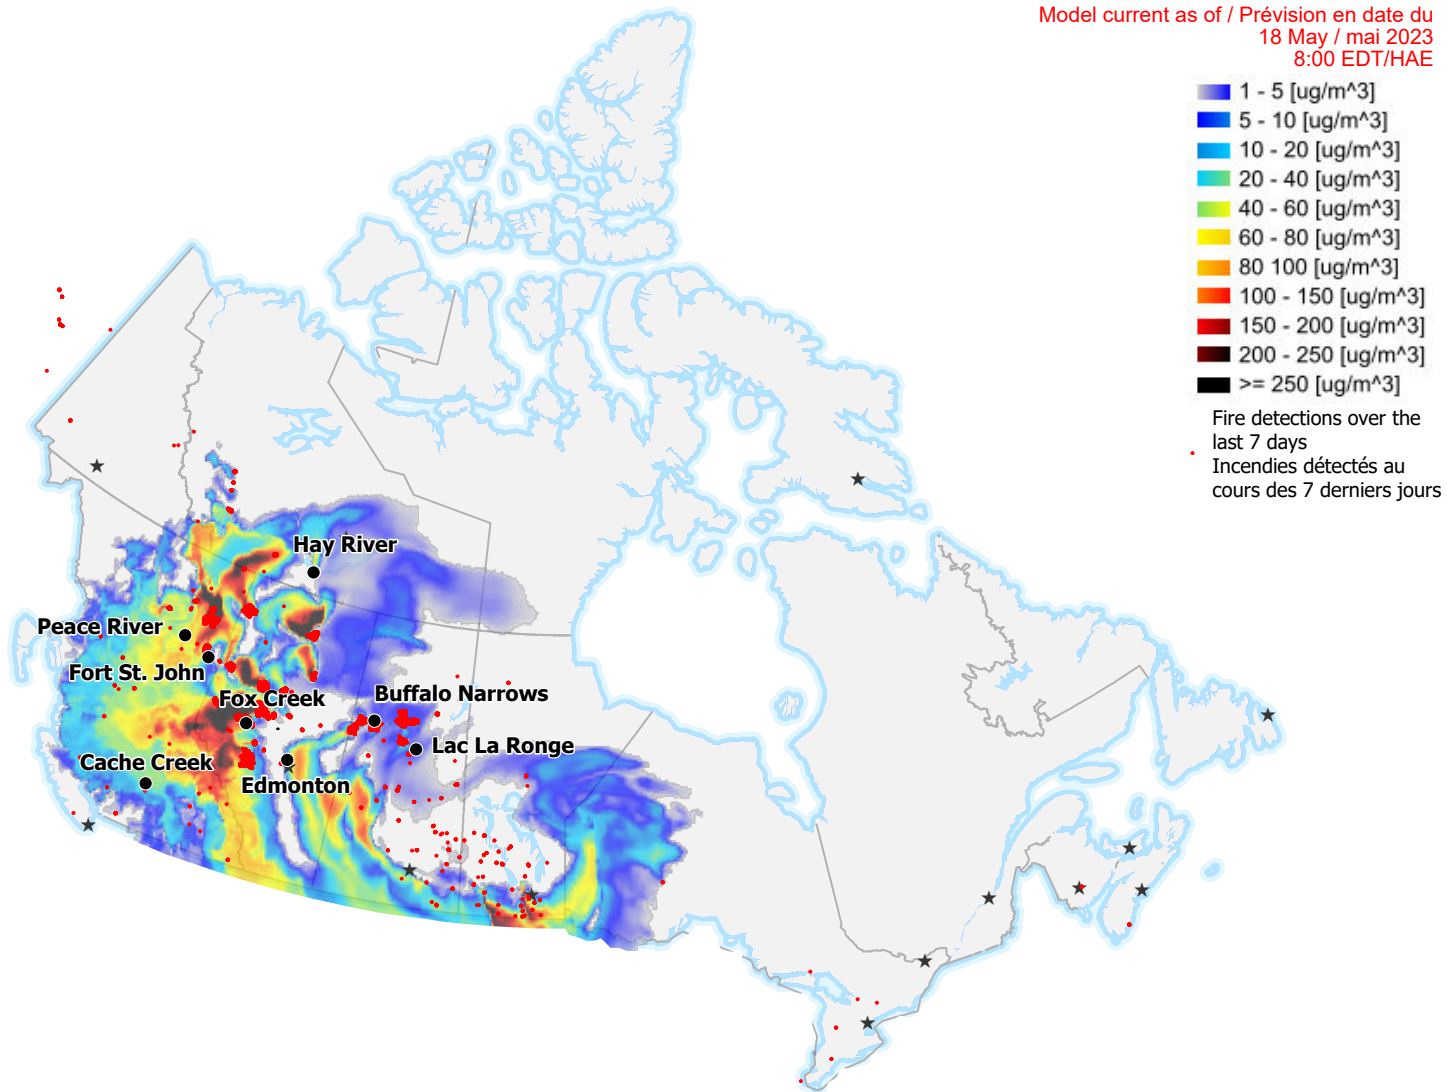 Model current as of / Prévision en date du
18 May / mai 2023
8:00 EDT/HAE
1 - 5 [ug/m^3]
5 - 10 [ug/m^3]
10 - 20 [ug/m^3]
20 - 40 [ug/m^3]
40 - 60 [ug/m^3]
60 - 80 [ug/m^3]
80 100 [ug/m^3]
100 - 150 [ug/m^3]
150 - 200 [ug/m^3]
200 - 250 [ug/m^3]
>= 250 [ug/m^3]
Fire detections over the
last 7 days
Incendies détectés au
cours des 7 derniers jours
Hay River
Peace River
Fort St. John
Fox Creek
Buffalo Narrows
Lac La Ronge
Cache Creek
Edmonton